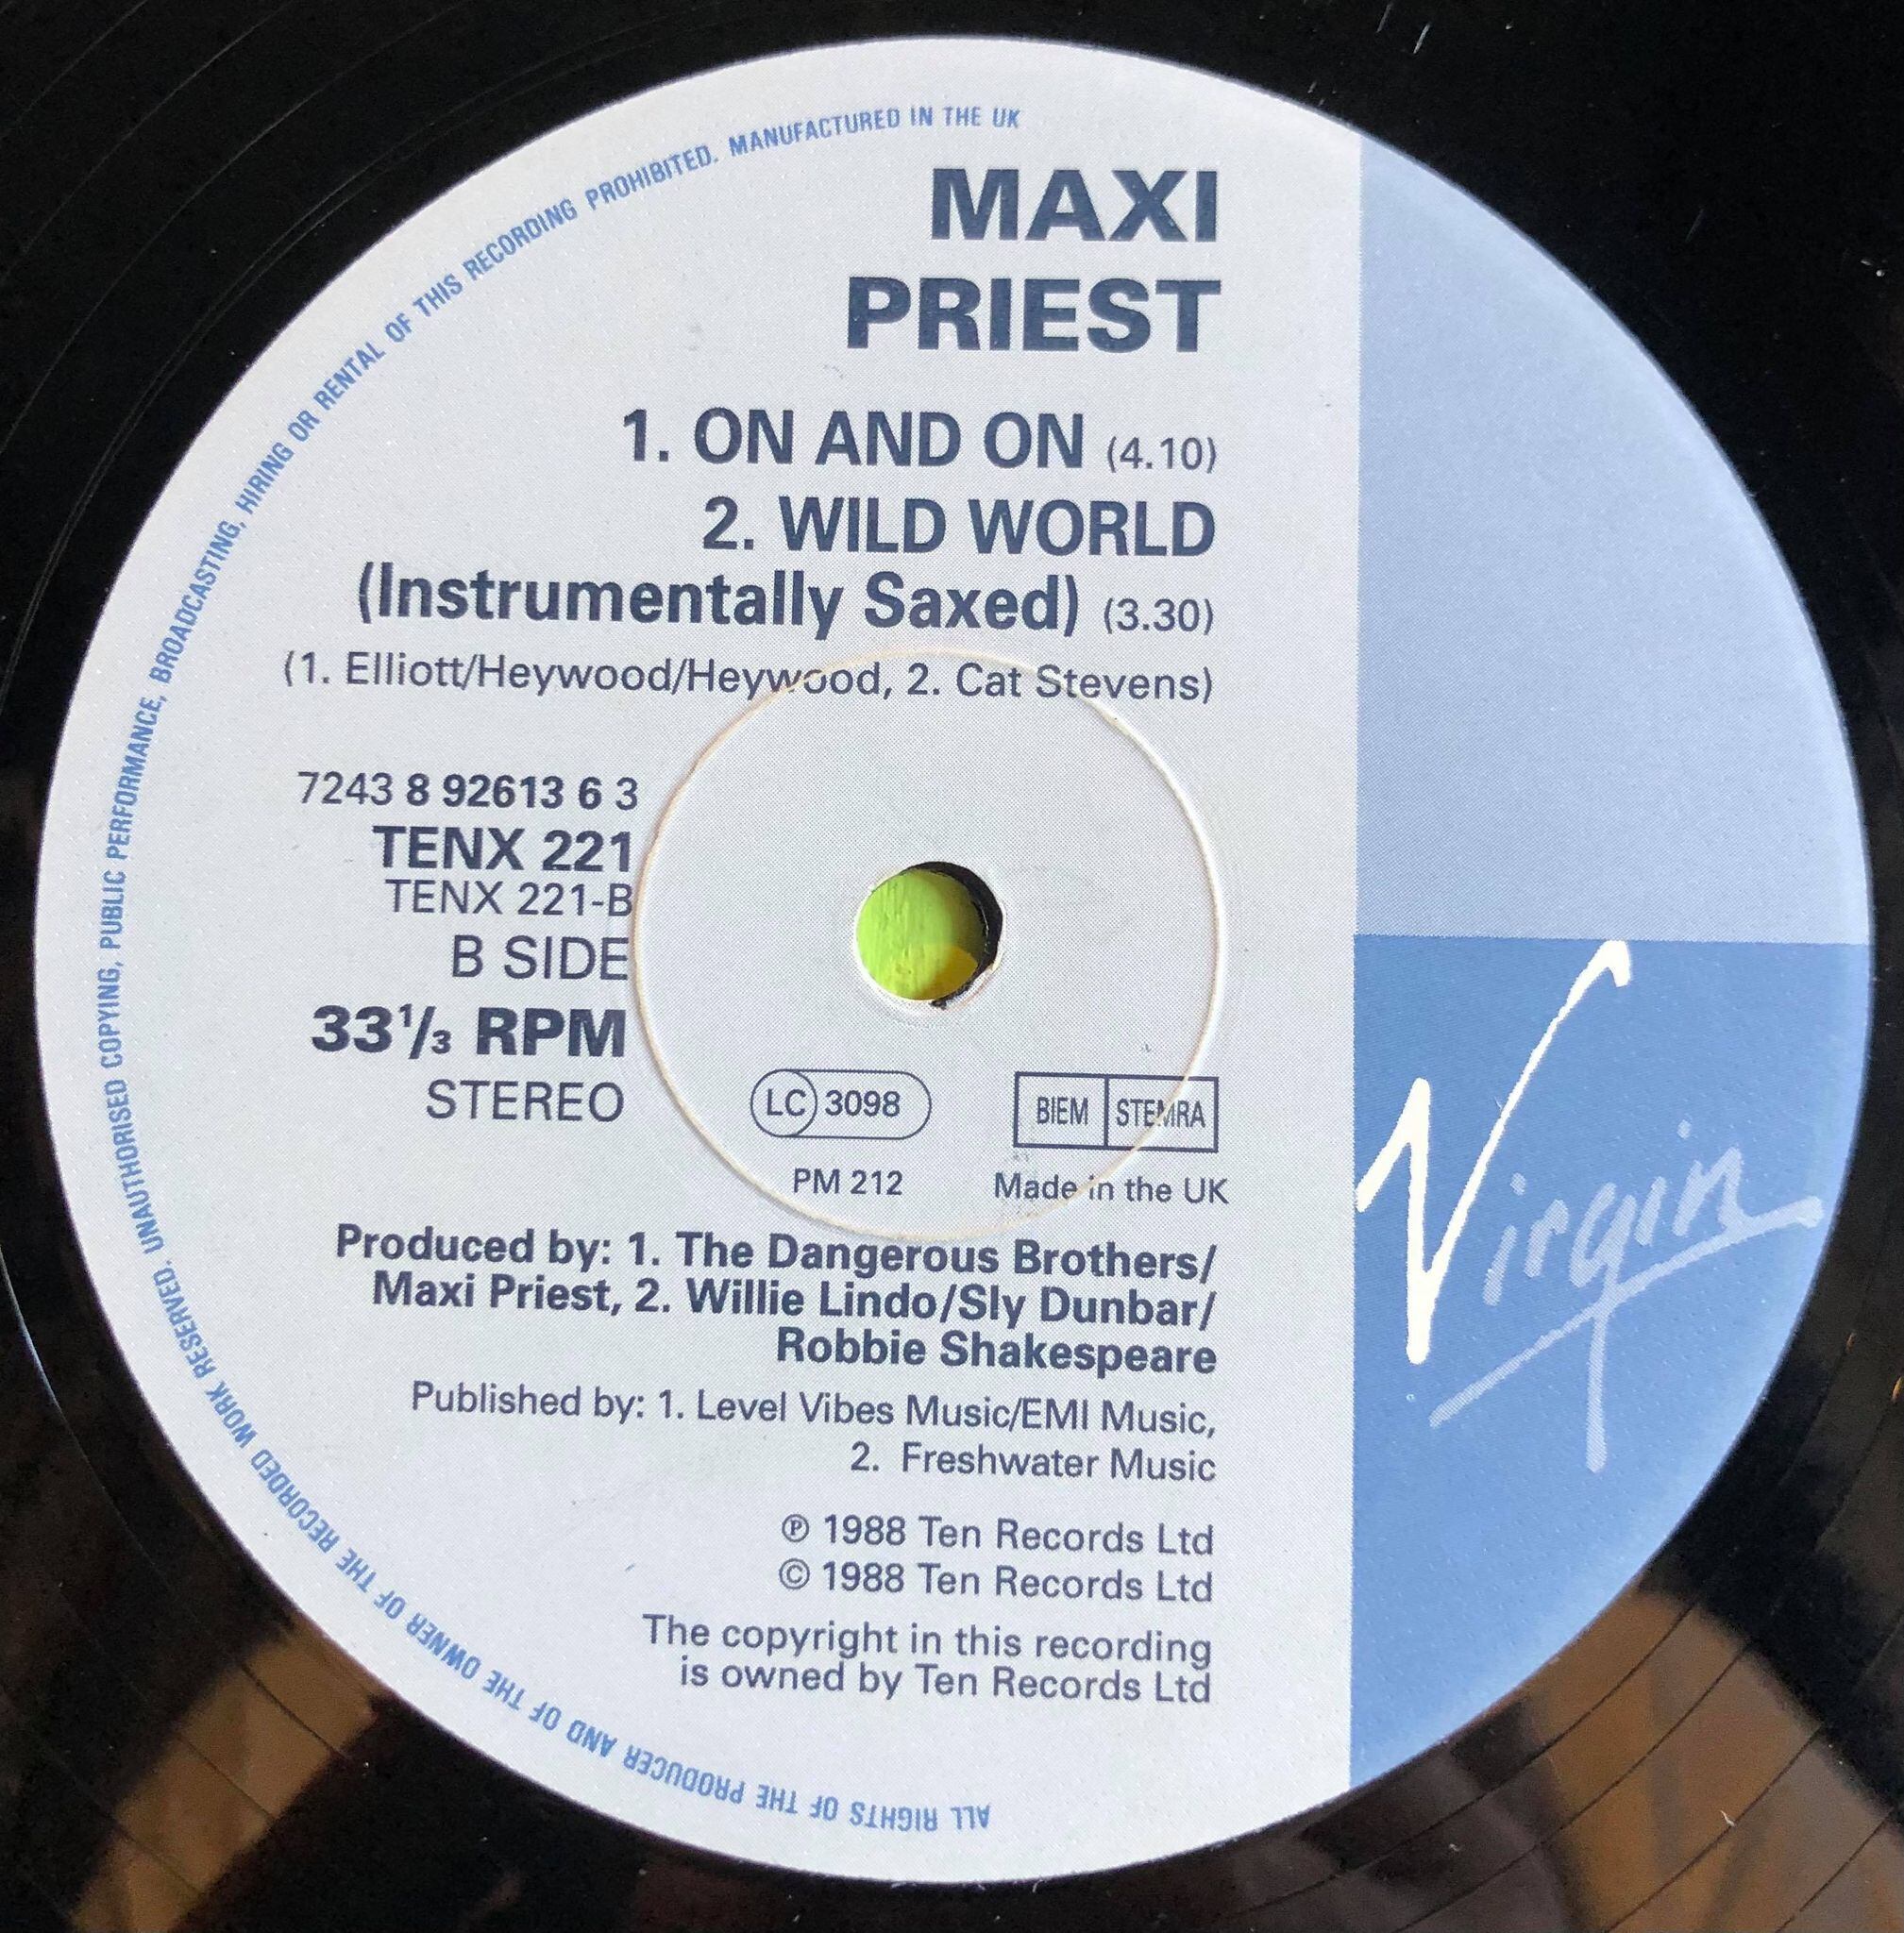 ALL RIGHTS OF THE PRODUCER AND OF THE OWNER OF THE RECORDED WORK RESERVED. UNAUTHORISED COPYING, PUBLIC PERFORMANCE, BROADCASTING, HIRING OR RENTAL OF THIS RECORDING PROHIBITED. MANUFACTURED IN THE UK
MAXI
PRIEST
1. ON AND ON (4.10)
2. WILD WORLD
(Instrumentally Saxed) (3.30)
(1. Elliott/Heywood/Heywood, 2. Cat Stevens)
7243 8 92613 6 3
TENX 221
TENX 221-B
B SIDE
33⅓ RPM
STEREO
LC 3098
BIEM STEMRA
PM 212
Made in the UK
Virgin
Produced by: 1. The Dangerous Brothers/
Maxi Priest, 2. Willie Lindo/Sly Dunbar/
Robbie Shakespeare
Published by: 1. Level Vibes Music/EMI Music,
2. Freshwater Music
℗ 1988 Ten Records Ltd
© 1988 Ten Records Ltd
The copyright in this recording
is owned by Ten Records Ltd